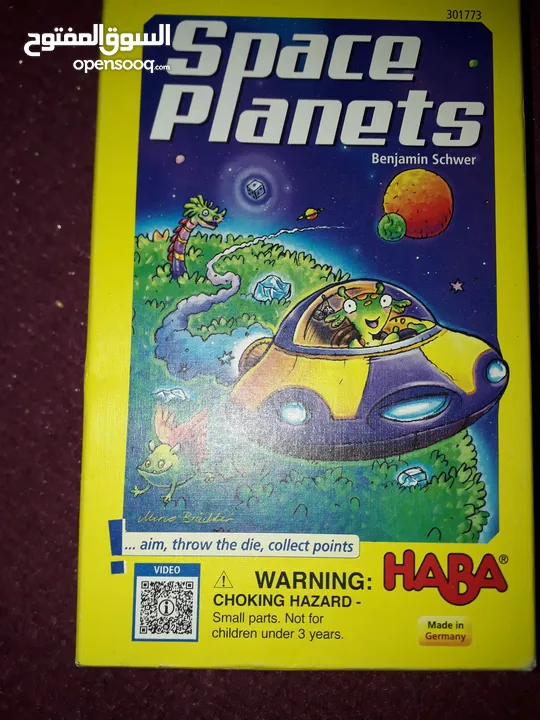 301773
السوق المفتوح
opensooq.com
Space
Planets
Benjamin Schwer
... aim, throw the die, collect points
VIDEO
WARNING:
CHOKING HAZARD -
Small parts. Not for
children under 3 years.
HABA®
Made in
Germany